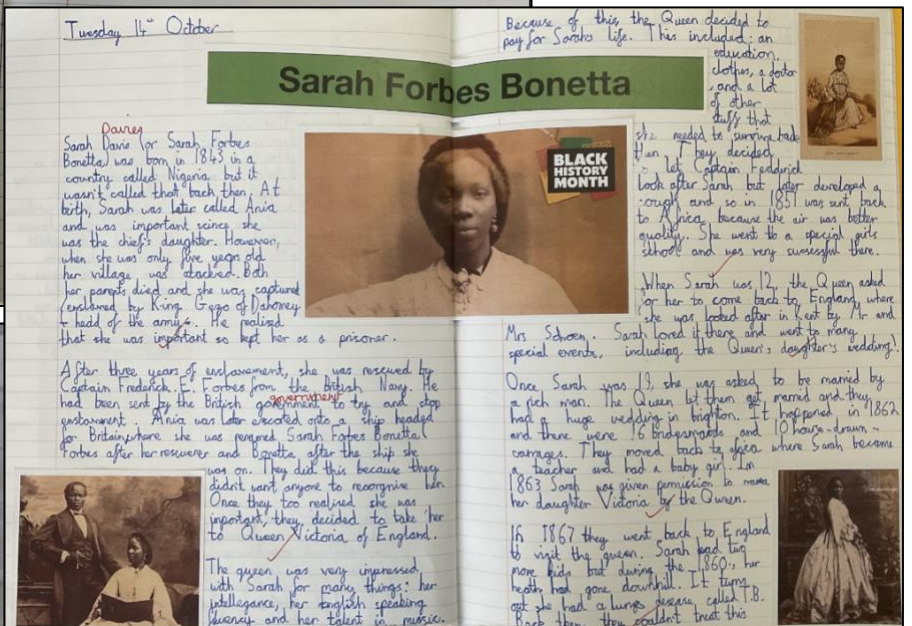 Tuesday 14th October
Sarah Forbes Bonetta
BLACK
HISTORY
MONTH
Davies
Sarah Davis (or Sarah Forbes
Bonetta) was born in 1843 in a
country called Nigeria but it
wasn't called that back then. At
birth, Sarah was later called Ania
and was important scince she
was the chief's daughter. However,
when she was only five years old
her village was attacked. Both
her parents died and she was captured
(enslaved by King Gego of Dahomey
+ head of the army. He realised
that she was important so kept her as a prisoner.
After three years of enslavement, she was rescued by
Captain Frederick. E. Forbes from the British Navy. He
had been sent by the British government to try and stop
enslavement. Ania was later escorted onto a ship headed
for Britain, where she was renamed Sarah Forbes Bonetta!
Forbes after her rescuerer and Bonetta after the ship she
was on. They did this because they
didn't want anyone to recognise her.
Once they too realised she was
important, they decided to take her
to Queen Victoria of England.
The queen was very impressed
with Sarah for many things: her
intellegance, her English speaking
fluency and her talent in music.
Because of this, the Queen decided to
pay for Sarah's life. This included: an
education,
clothes, a doctor
and a lot
of other
stuff that
she needed to survive back
then. They decided
to let Captain Frederick
look after Sarah but later developed a
cough and so in 1851 was sent back
to Africa because the air was better
quality. She went to a special girls
school and was very successful there.
When Sarah was 12, the Queen asked
for her to come back to England, where
she was looked after in Kent by Mr and
Mrs Schoen. Sarah loved it there and went to many
special events, including the Queen's daughter's wedding!
Once Sarah was 19, she was asked to be married by
a rich man. The Queen let them get married and they
had a huge wedding in brighton. It happened in 1862
and there were 16 bridesmaids and 10 horse-drawn-
carrages. They moved back to africa where Sarah became
a teacher and had a baby girl. In
1863 Sarah was given permission to name
her daughter Victoria by the Queen.
In 1867 they went back to England
to visit the queen. Sarah had two
more kids but during the 1860s her
heath had gone downhill. It turns
out she had a lungs desease called T.B.
Back then, they couldn't treat this